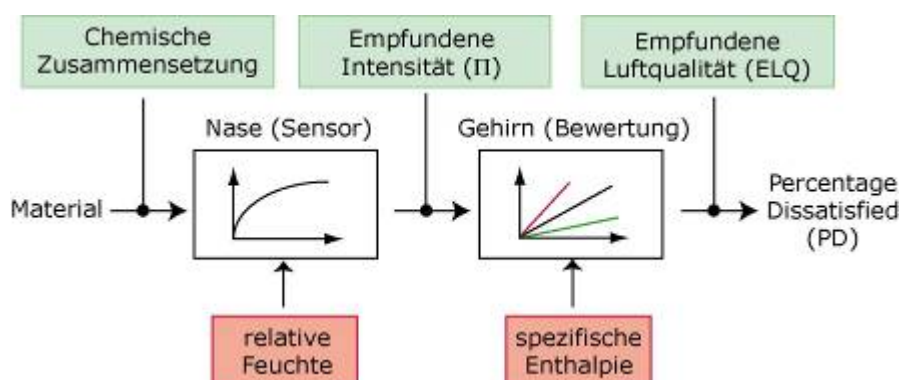 Chemische
Zusammensetzung
Empfundene
Intensität (Π)
Empfundene
Luftqualität (ELQ)
Nase (Sensor)
Gehirn (Bewertung)
Material
Percentage
Dissatisfied
(PD)
relative
Feuchte
spezifische
Enthalpie